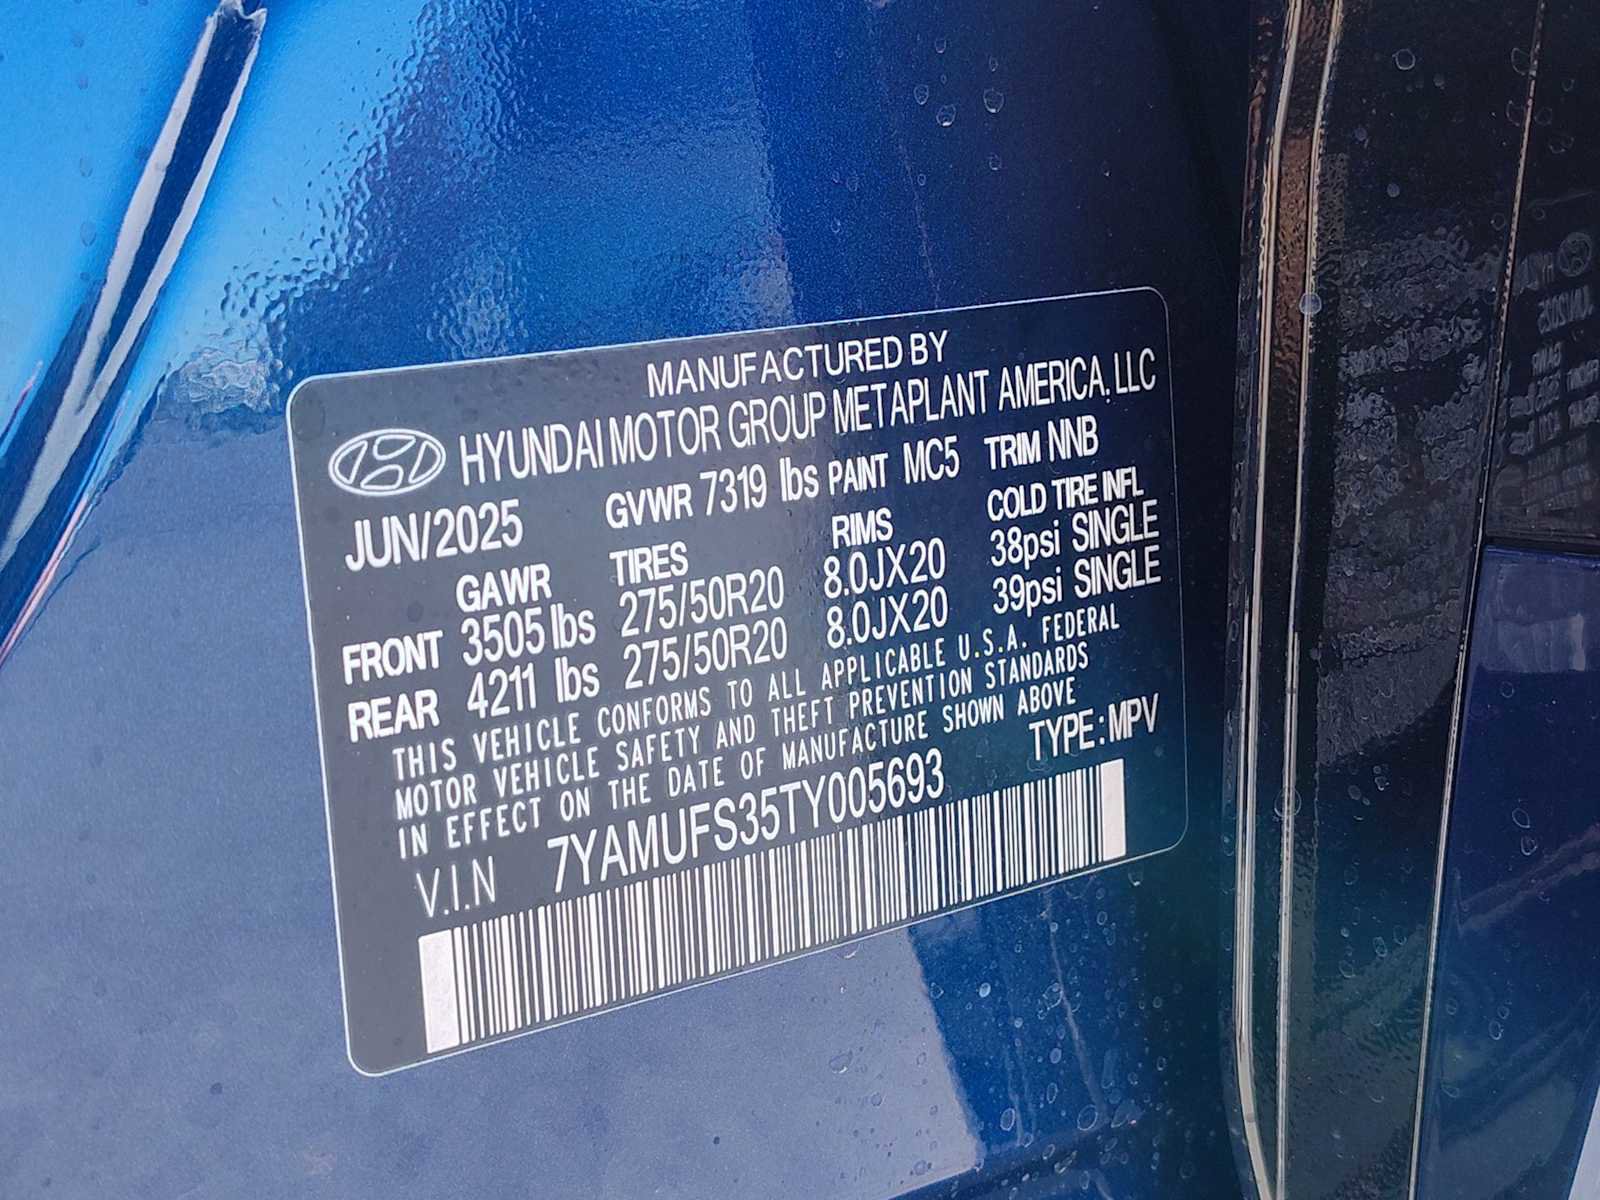 MANUFACTURED BY
HYUNDAI MOTOR GROUP METAPLANT AMERICA, LLC
JUN/2025 GVWR 7319 lbs PAINT MC5 TRIM NNB
GAWR TIRES RIMS COLD TIRE INFL
FRONT 3505 lbs 275/50R20 8.0JX20 38psi SINGLE
REAR 4211 lbs 275/50R20 8.0JX20 39psi SINGLE
THIS VEHICLE CONFORMS TO ALL APPLICABLE U.S.A. FEDERAL
MOTOR VEHICLE SAFETY AND THEFT PREVENTION STANDARDS
IN EFFECT ON THE DATE OF MANUFACTURE SHOWN ABOVE
V.I.N 7YAMUFS35TY005693 TYPE:MPV